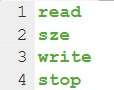 1 read
2 sze
3 write
4 stop